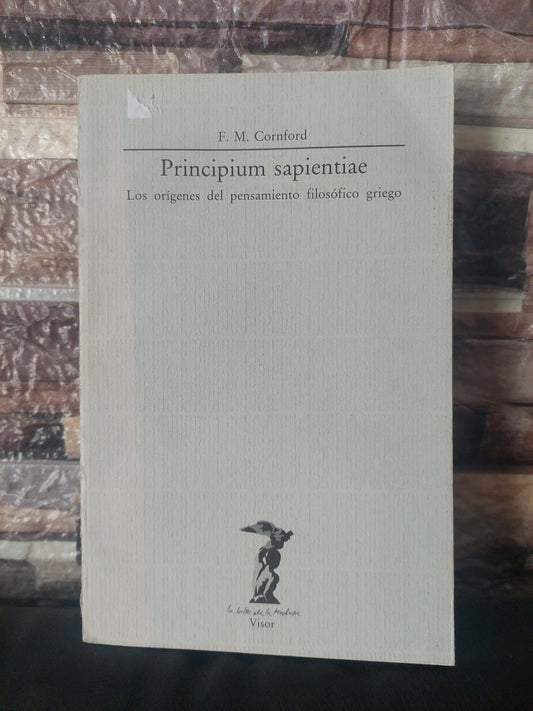 F. M. Cornford
Principium sapientiae
Los orígenes del pensamiento filosófico griego
la balsa de la Medusa
Visor